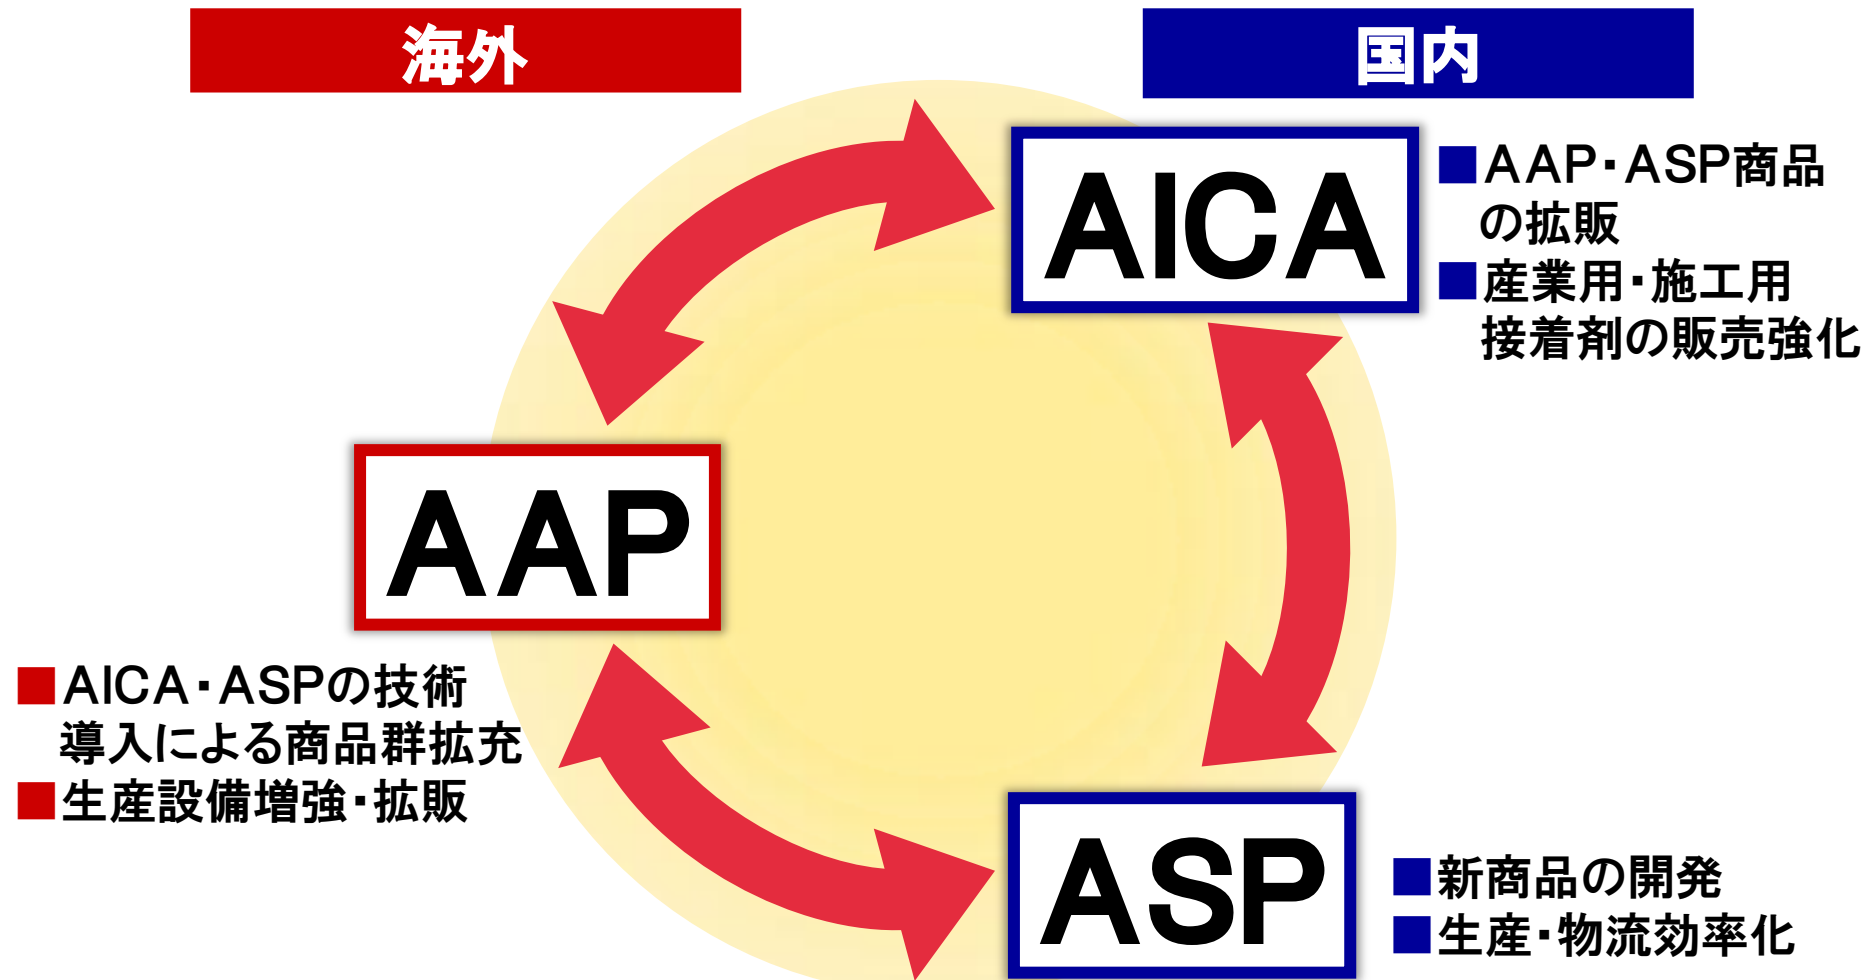 海外
国内
AICA
■AAP・ASP商品
の拡販
■産業用・施工用
接着剤の販売強化
AAP
■AICA・ASPの技術
導入による商品群拡充
■生産設備増強・拡販
ASP
■新商品の開発
■生産・物流効率化